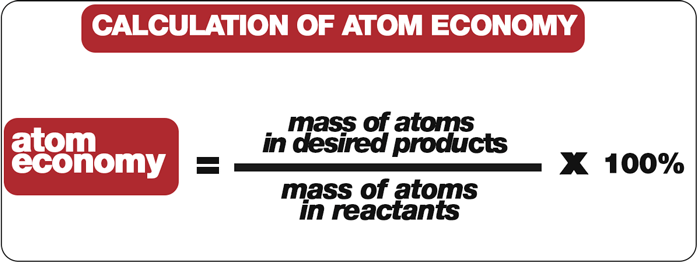 CALCULATION OF ATOM ECONOMY
atom
economy
=
mass of atoms
in desired products
mass of atoms
in reactants
X 100%